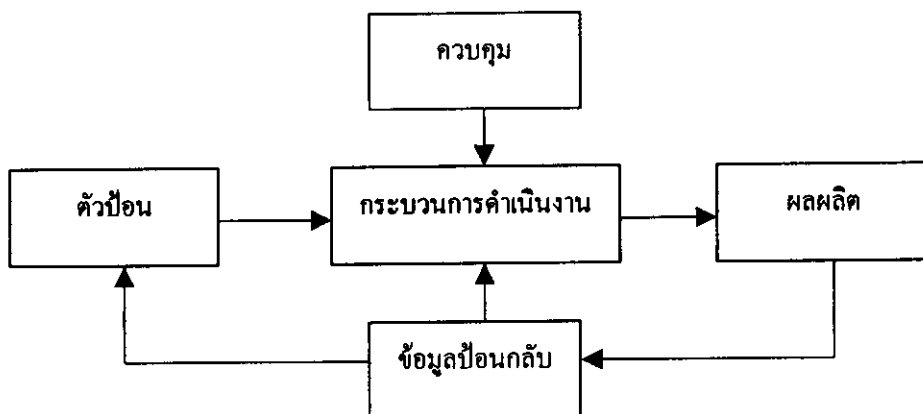 ควบคุม
ตัวป้อน
กระบวนการดำเนินงาน
ผลผลิต
ข้อมูลป้อนกลับ